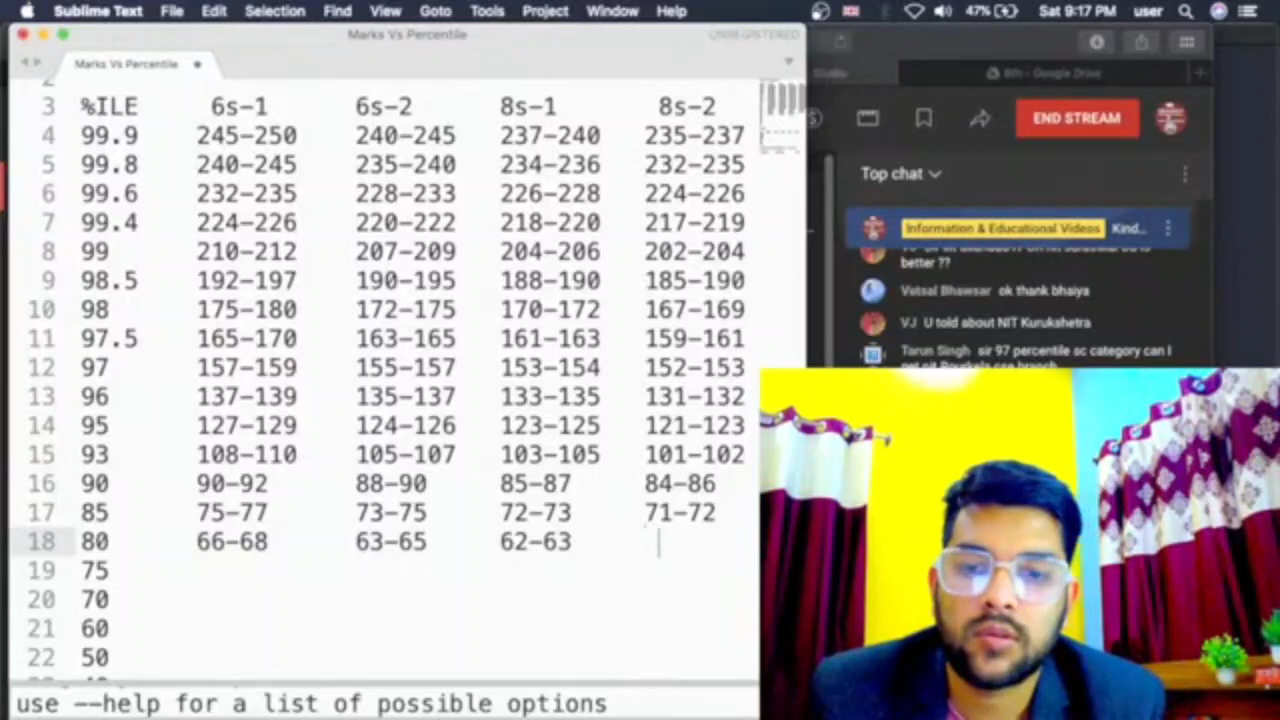 Sublime Text File Edit Selection Find View Goto Tools Project Window Help 47% Sat 9:17 PM user
Marks Vs Percentile UNREGISTERED
Marks Vs Percentile
8th - Google Drive
3 %ILE 6s-1 6s-2 8s-1 8s-2
4 99.9 245-250 240-245 237-240 235-237
5 99.8 240-245 235-240 234-236 232-235
6 99.6 232-235 228-233 226-228 224-226
7 99.4 224-226 220-222 218-220 217-219
8 99 210-212 207-209 204-206 202-204
9 98.5 192-197 190-195 188-190 185-190
10 98 175-180 172-175 170-172 167-169
11 97.5 165-170 163-165 161-163 159-161
12 97 157-159 155-157 153-154 152-153
13 96 137-139 135-137 133-135 131-132
14 95 127-129 124-126 123-125 121-123
15 93 108-110 105-107 103-105 101-102
16 90 90-92 88-90 85-87 84-86
17 85 75-77 73-75 72-73 71-72
18 80 66-68 63-65 62-63
19 75
20 70
21 60
22 50
use --help for a list of possible options
END STREAM
Top chat
Information & Educational Videos Kind...
better ??
Vatsal Bhawsar ok thank bhaiya
VJ U told about NIT Kurukshetra
Tarun Singh sir 97 percentile sc category can I